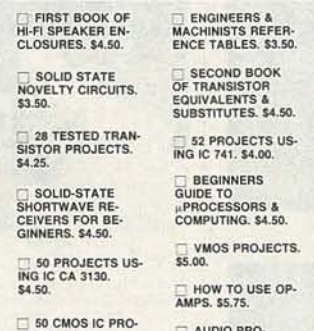 FIRST BOOK OF
HI-FI SPEAKER EN-
CLOSURES. $4.50.
SOLID STATE
NOVELTY CIRCUITS.
$3.50.
28 TESTED TRAN-
SISTOR PROJECTS.
$4.25.
SOLID-STATE
SHORTWAVE RE-
CEIVERS FOR BE-
GINNERS. $4.50.
50 PROJECTS US-
ING IC CA 3130.
$4.50.
50 CMOS IC PRO-
ENGINEERS &
MACHINISTS REFER-
ENCE TABLES. $3.50.
SECOND BOOK
OF TRANSISTOR
EQUIVALENTS &
SUBSTITUTES. $4.50.
52 PROJECTS US-
ING IC 741. $4.00.
BEGINNERS
GUIDE TO
μPROCESSORS &
COMPUTING. $4.50.
VMOS PROJECTS.
$5.00.
HOW TO USE OP-
AMPS. $5.75.
AUDIO PRO-